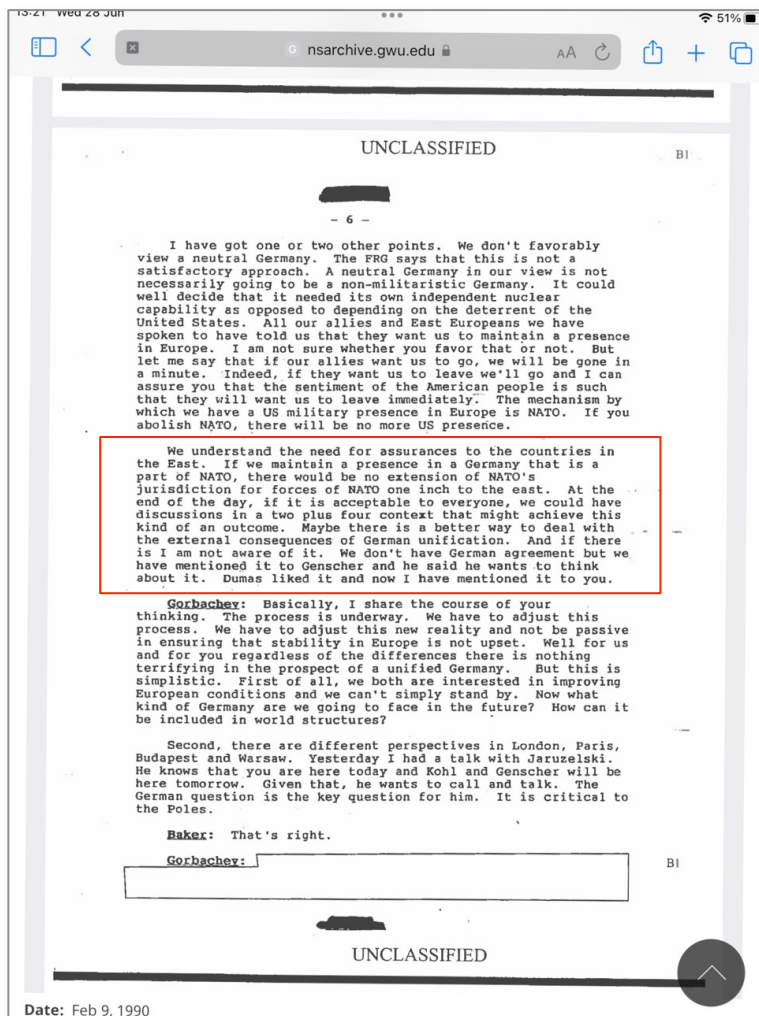 13:21 Wed 28 Jun
51%
nsarchive.gwu.edu
AA
UNCLASSIFIED
B1
- 6 -
I have got one or two other points. We don't favorably
view a neutral Germany. The FRG says that this is not a
satisfactory approach. A neutral Germany in our view is not
necessarily going to be a non-militaristic Germany. It could
well decide that it needed its own independent nuclear
capability as opposed to depending on the deterrent of the
United States. All our allies and East Europeans we have
spoken to have told us that they want us to maintain a presence
in Europe. I am not sure whether you favor that or not. But
let me say that if our allies want us to go, we will be gone in
a minute. Indeed, if they want us to leave we'll go and I can
assure you that the sentiment of the American people is such
that they will want us to leave immediately. The mechanism by
which we have a US military presence in Europe is NATO. If you
abolish NATO, there will be no more US presence.
We understand the need for assurances to the countries in
the East. If we maintain a presence in a Germany that is a
part of NATO, there would be no extension of NATO's
jurisdiction for forces of NATO one inch to the east. At the
end of the day, if it is acceptable to everyone, we could have
discussions in a two plus four context that might achieve this
kind of an outcome. Maybe there is a better way to deal with
the external consequences of German unification. And if there
is I am not aware of it. We don't have German agreement but we
have mentioned it to Genscher and he said he wants to think
about it. Dumas liked it and now I have mentioned it to you.
Gorbachev: Basically, I share the course of your
thinking. The process is underway. We have to adjust this
process. We have to adjust this new reality and not be passive
in ensuring that stability in Europe is not upset. Well for us
and for you regardless of the differences there is nothing
terrifying in the prospect of a unified Germany. But this is
simplistic. First of all, we both are interested in improving
European conditions and we can't simply stand by. Now what
kind of Germany are we going to face in the future? How can it
be included in world structures?
Second, there are different perspectives in London, Paris,
Budapest and Warsaw. Yesterday I had a talk with Jaruzelski.
He knows that you are here today and Kohl and Genscher will be
here tomorrow. Given that, he wants to call and talk. The
German question is the key question for him. It is critical to
the Poles.
Baker: That's right.
Gorbachev:
B1
UNCLASSIFIED
Date: Feb 9, 1990